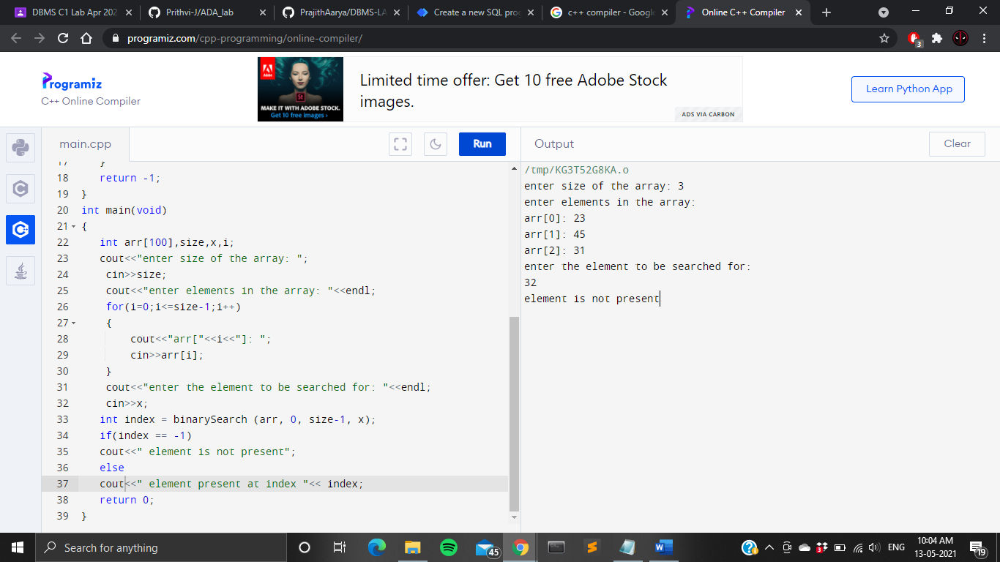 DBMS C1 Lab Apr 202
Prithvi-J/ADA_lab
PrajithAarya/DBMS-LA
Create a new SQL prog
c++ compiler - Google
Online C++ Compiler
programiz.com/cpp-programming/online-compiler/
3
Programiz
C++ Online Compiler
Adobe
St
MAKE IT WITH ADOBE STOCK.
Get 10 free images ›
Limited time offer: Get 10 free Adobe Stock
images.
ADS VIA CARBON
Learn Python App
main.cpp
Run
Output
Clear
17 }
18 return -1;
19 }
20 int main(void)
21 {
22 int arr[100],size,x,i;
23 cout<<"enter size of the array: ";
24 cin>>size;
25 cout<<"enter elements in the array: "<<endl;
26 for(i=0;i<=size-1;i++)
27 {
28 cout<<"arr["<<i<<"]: ";
29 cin>>arr[i];
30 }
31 cout<<"enter the element to be searched for: "<<endl;
32 cin>>x;
33 int index = binarySearch (arr, 0, size-1, x);
34 if(index == -1)
35 cout<<" element is not present";
36 else
37 cout<<" element present at index "<< index;
38 return 0;
39 }
/tmp/KG3T52G8KA.o
enter size of the array: 3
enter elements in the array:
arr[0]: 23
arr[1]: 45
arr[2]: 31
enter the element to be searched for:
32
element is not present
Search for anything
45
3
ENG
10:04 AM
13-05-2021
19